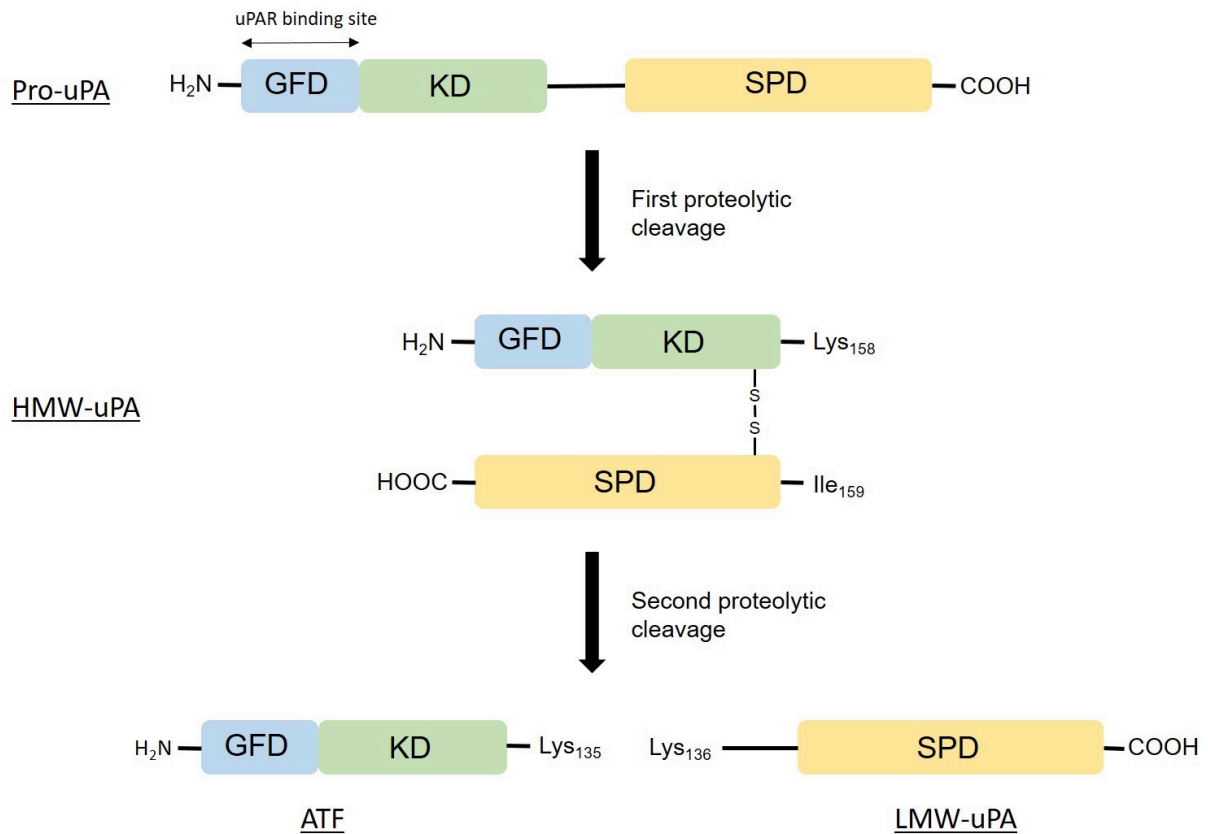 uPAR binding site
Pro-uPA
H₂N
GFD
KD
SPD
COOH
First proteolytic
cleavage
H₂N
GFD
KD
Lys₁₅₈
S
S
HMW-uPA
HOOC
SPD
Ile₁₅₉
Second proteolytic
cleavage
H₂N
GFD
KD
Lys₁₃₅
Lys₁₃₆
SPD
COOH
ATF
LMW-uPA